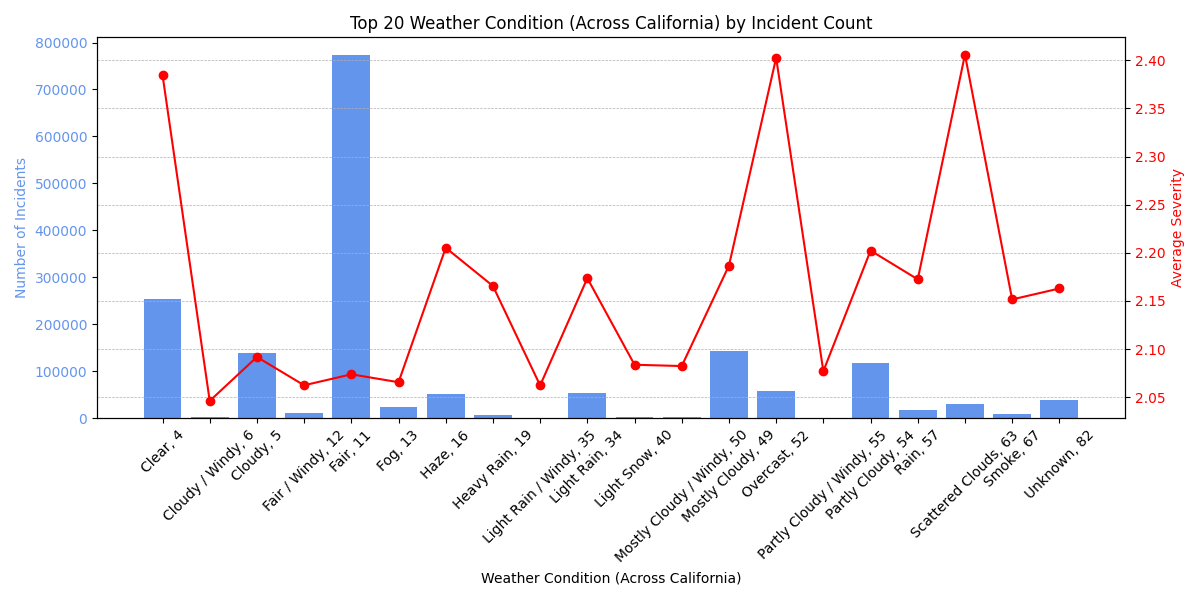 Top 20 Weather Condition (Across California) by Incident Count
800000
700000
600000
500000
400000
300000
200000
100000
0
Number of Incidents
2.40
2.35
2.30
2.25
2.20
2.15
2.10
2.05
Average Severity
Clear, 4
Cloudy / Windy, 6
Cloudy, 5
Fair / Windy, 12
Fair, 11
Fog, 13
Haze, 16
Heavy Rain, 19
Light Rain / Windy, 35
Light Rain, 34
Light Snow, 40
Mostly Cloudy / Windy, 50
Mostly Cloudy, 49
Overcast, 52
Partly Cloudy / Windy, 55
Partly Cloudy, 54
Rain, 57
Scattered Clouds, 63
Smoke, 67
Unknown, 82
Weather Condition (Across California)